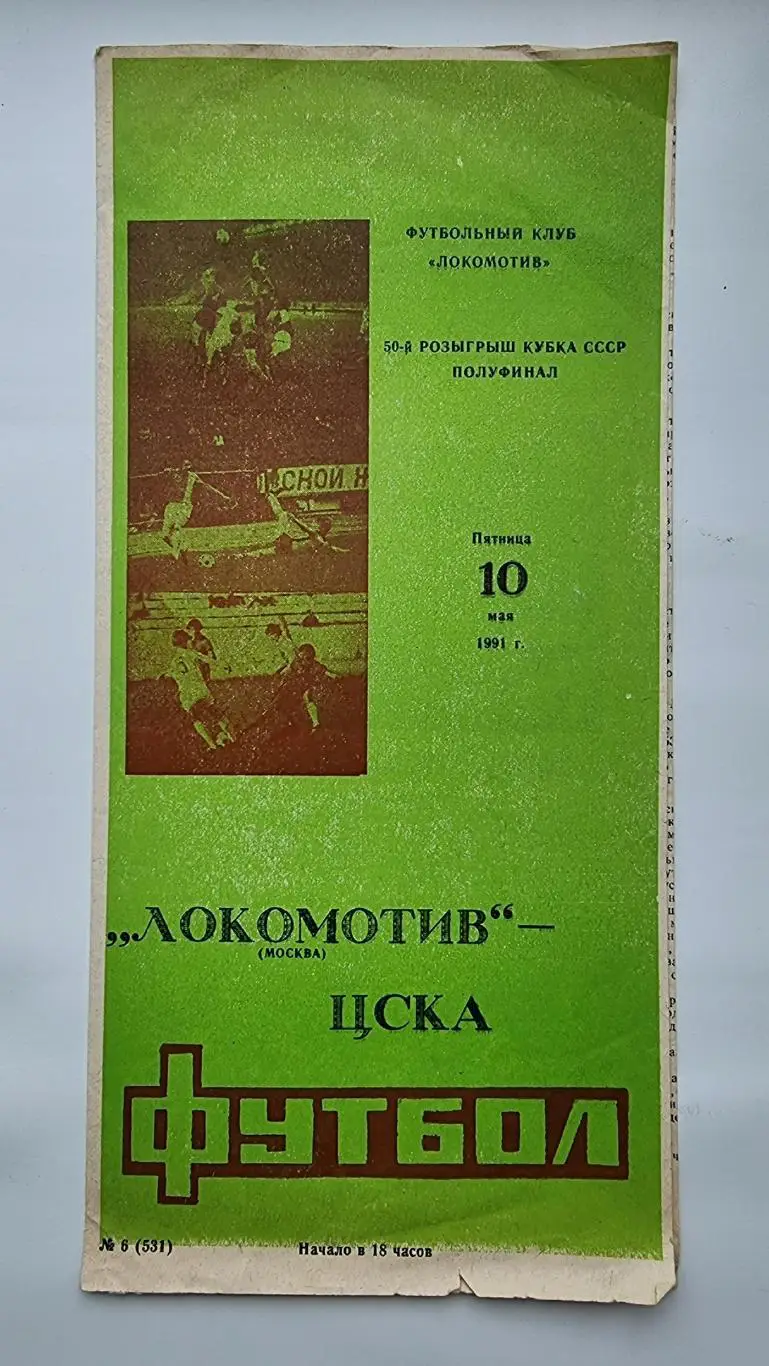 ФУТБОЛЬНЫЙ КЛУБ
«ЛОКОМОТИВ»
50-й РОЗЫГРЫШ КУБКА СССР
ПОЛУФИНАЛ
СНОЙ
Пятница
10
мая
1991 г.
„ЛОКОМОТИВ“ —
(МОСКВА)
ЦСКА
ФУТБОЛ
№ 6 (531)
Начало в 18 часов